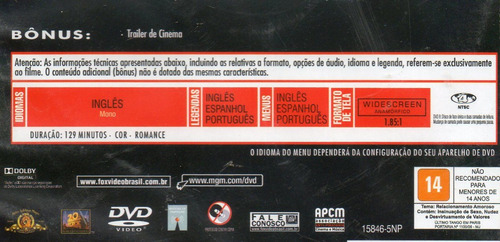 BÔNUS: · Trailer de Cinema
Atenção: As informações técnicas apresentadas abaixo, incluindo as relativas a formato, opções de áudio, idioma e legenda, referem-se exclusivamente
ao filme. O conteúdo adicional (bônus) não é dotado das mesmas características.
IDIOMAS
INGLÊS
Mono
LEGENDAS
INGLÊS
ESPANHOL
PORTUGUÊS
MENUS
INGLÊS
ESPANHOL
PORTUGUÊS
FORMATO
DE TELA
WIDESCREEN
ANAMÓRFICO
1.85:1
4
NTSC
DURAÇÃO: 129 MINUTOS - COR - ROMANCE
O IDIOMA DO MENU DEPENDERÁ DA CONFIGURAÇÃO DO SEU APARELHO DE DVD
DOLBY
DIGITAL
www.foxvideobrasil.com.br
www.mgm.com/dvd
14
NÃO
RECOMENDADO
PARA
MENORES DE
14 ANOS
Tema: Relacionamento Amoroso
Contém: Insinuação de Sexo, Nudez
e Desvirtuamento de Valores
DVD
VIDEO
FALE
CONOSCO
APCM
15846-5NP